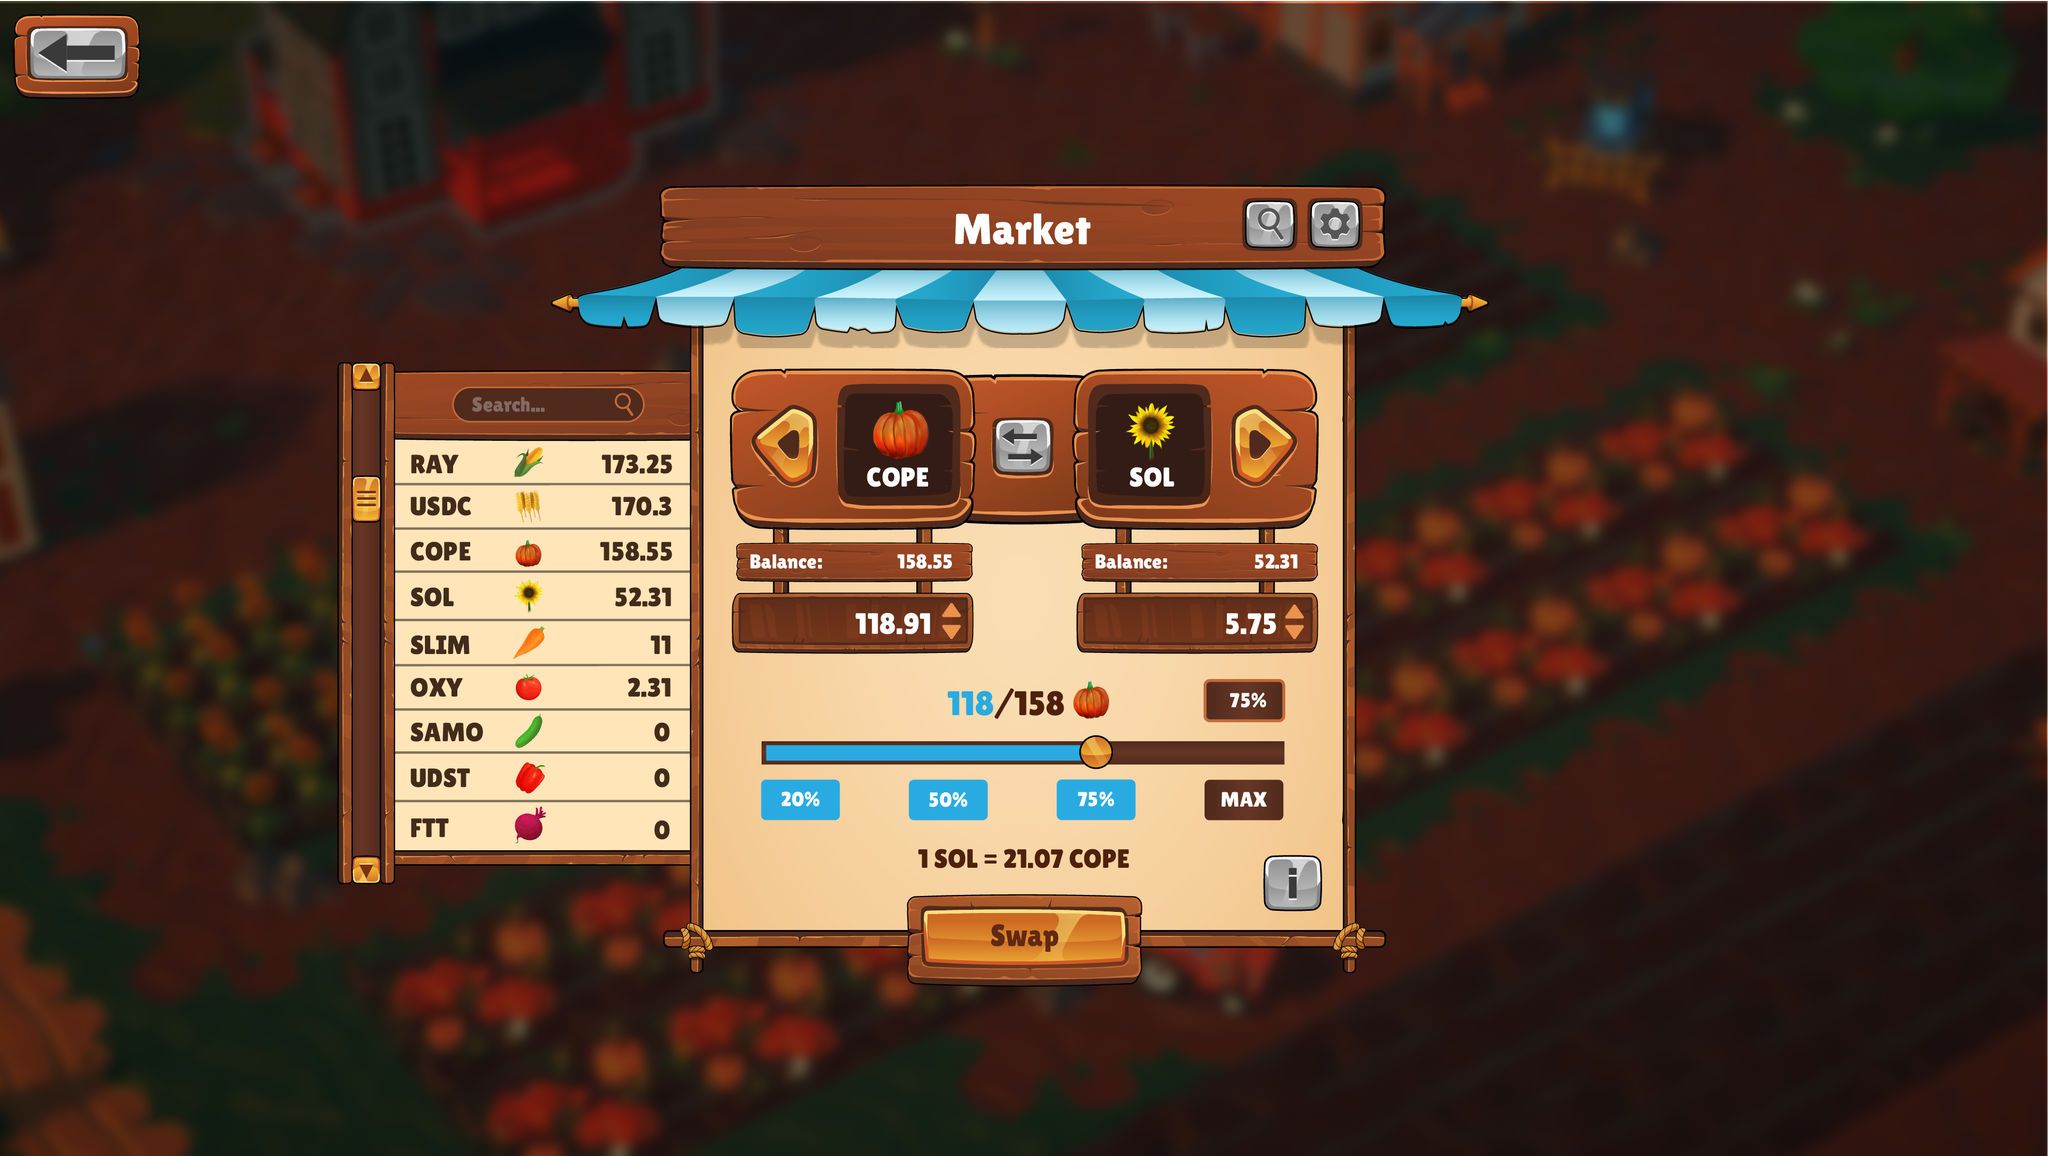 Market
Search...
RAY 173.25
USDC 170.3
COPE 158.55
SOL 52.31
SLIM 11
OXY 2.31
SAMO 0
UDST 0
FTT 0
COPE SOL
Balance: 158.55 Balance: 52.31
118.91 5.75
118/158 75%
20% 50% 75% MAX
1 SOL = 21.07 COPE
i
Swap